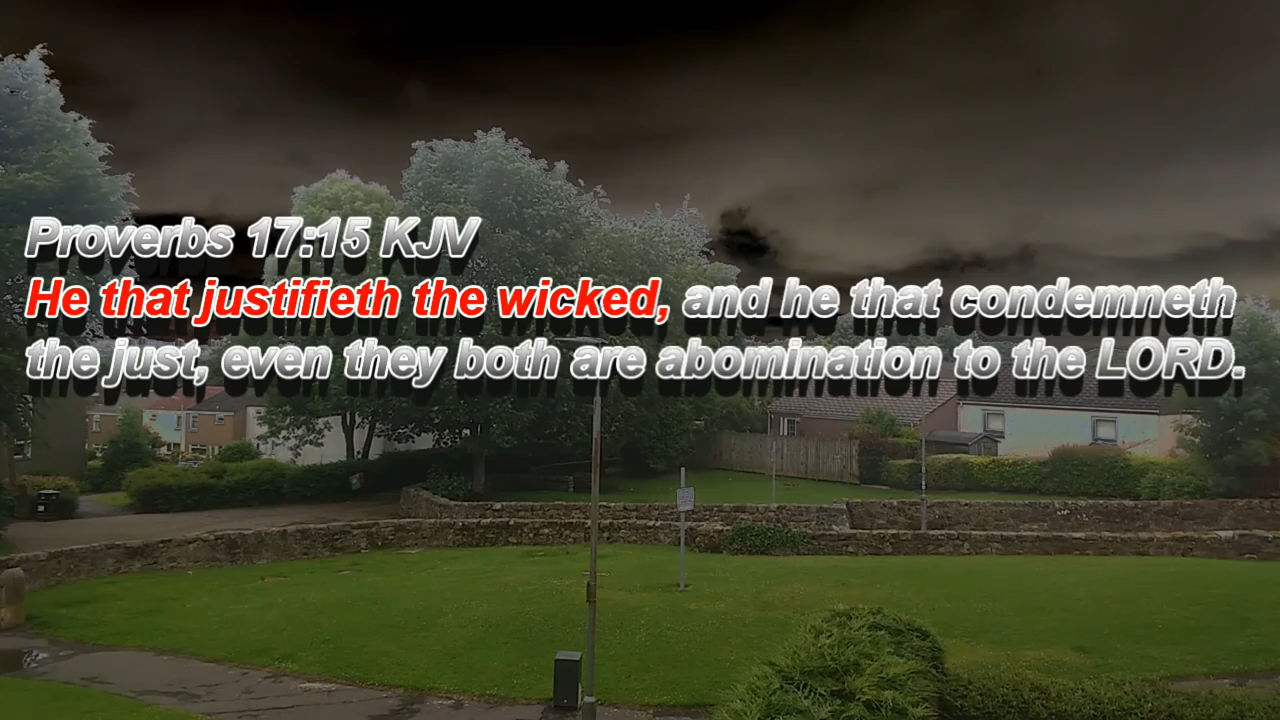 Proverbs 17:15 KJV
He that justifieth the wicked, and he that condemneth
the just, even they both are abomination to the LORD.